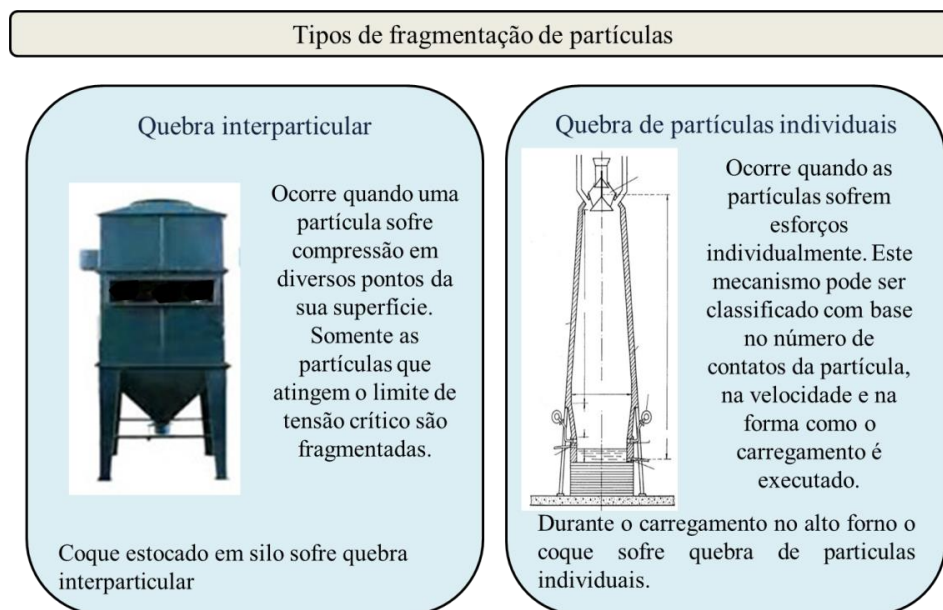 Tipos de fragmentação de partículas
Quebra interparticular
Ocorre quando uma
partícula sofre
compressão em
diversos pontos da
sua superfície.
Somente as
partículas que
atingem o limite de
tensão crítico são
fragmentadas.
Coque estocado em silo sofre quebra
interparticular
Quebra de partículas individuais
Ocorre quando as
partículas sofrem
esforços
individualmente. Este
mecanismo pode ser
classificado com base
no número de
contatos da partícula,
na velocidade e na
forma como o
carregamento é
executado.
Durante o carregamento no alto forno o
coque sofre quebra de particulas
individuais.